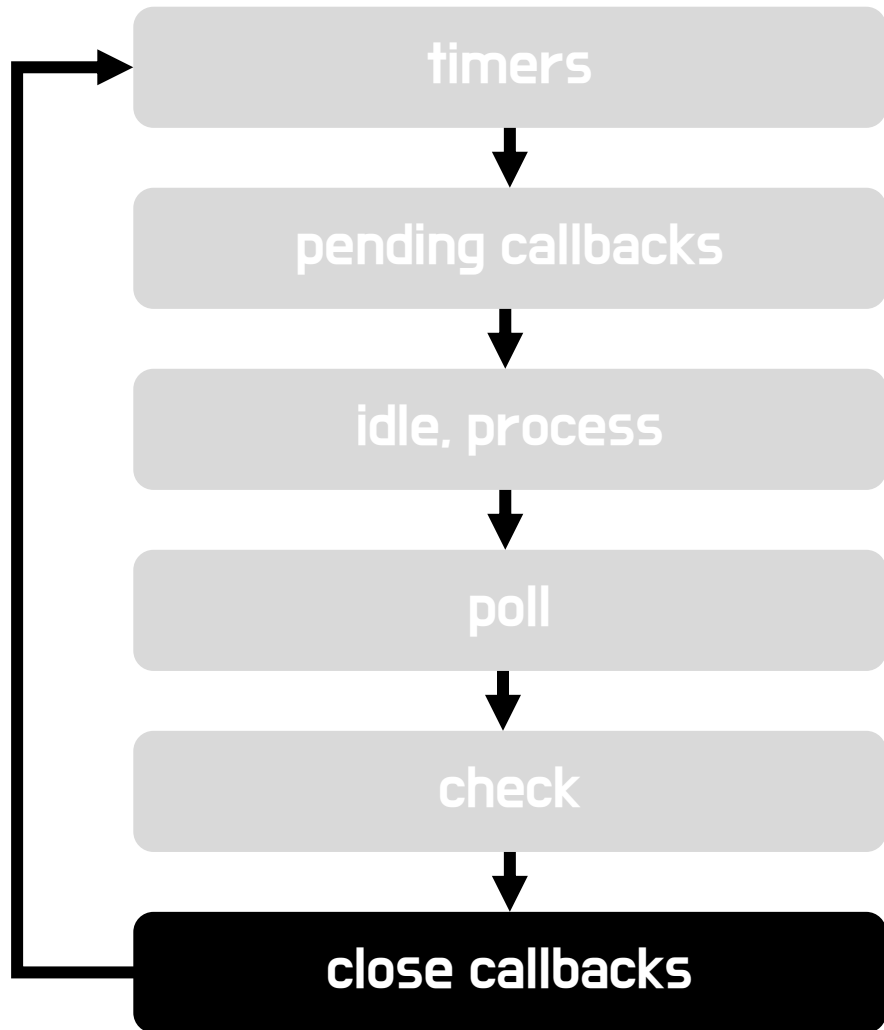 timers
pending callbacks
idle, process
poll
check
close callbacks